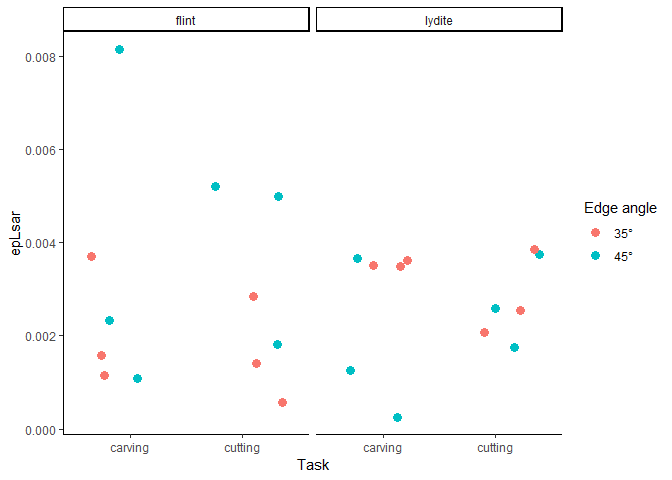 flint
lydite
0.008
0.006
0.004
0.002
0.000
epLsar
carving
cutting
carving
cutting
Task
Edge angle
35°
45°